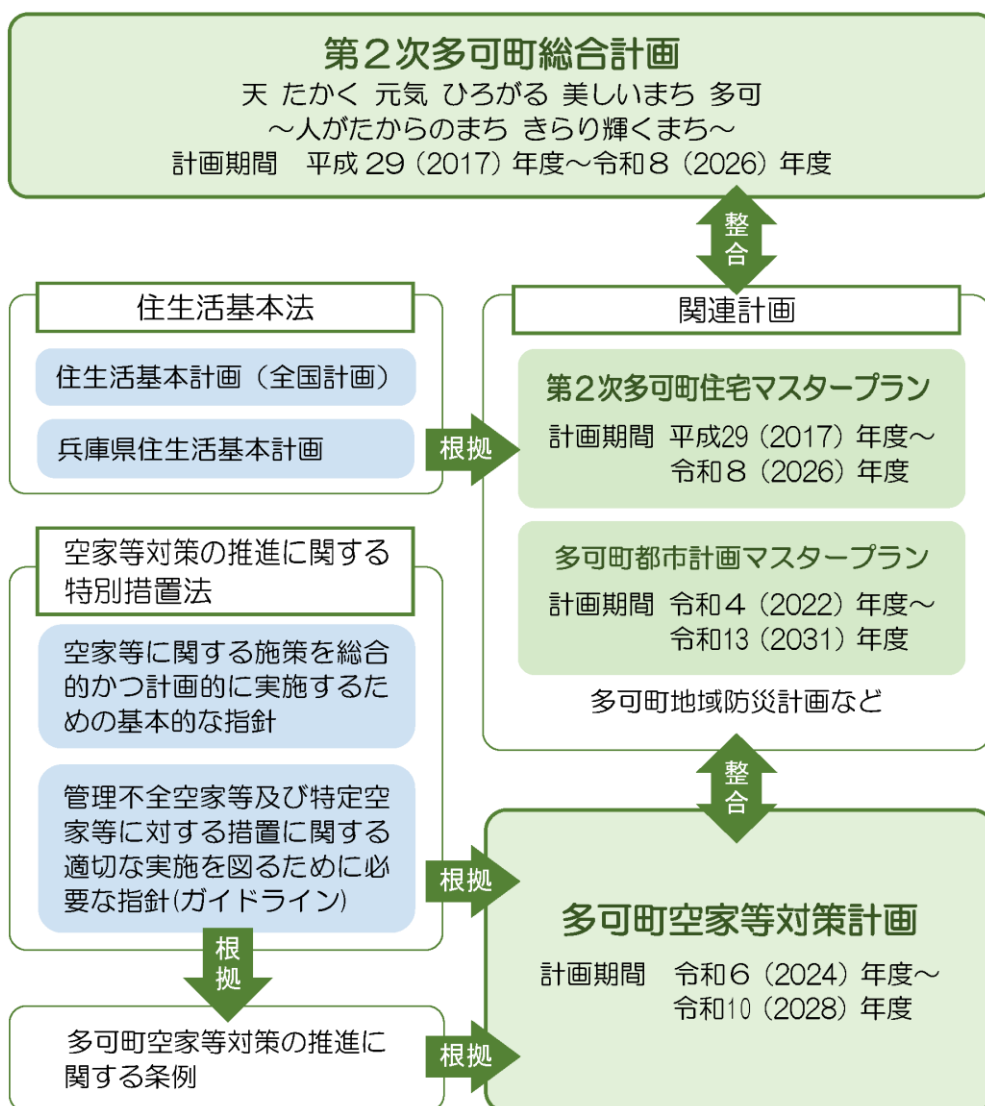 第2次多可町総合計画
天 たかく 元気 ひろがる 美しいまち 多可
～人がたからのまち きらり輝くまち～
計画期間　平成29（2017）年度～令和8（2026）年度
整合
住生活基本法
住生活基本計画（全国計画）
兵庫県住生活基本計画
根拠
関連計画
第2次多可町住宅マスタープラン
計画期間 平成29（2017）年度～
令和8（2026）年度
多可町都市計画マスタープラン
計画期間 令和4（2022）年度～
令和13（2031）年度
多可町地域防災計画など
空家等対策の推進に関する
特別措置法
空家等に関する施策を総合
的かつ計画的に実施するた
めの基本的な指針
管理不全空家等及び特定空
家等に対する措置に関する
適切な実施を図るために必
要な指針(ガイドライン)
根拠
整合
根拠
多可町空家等対策の推進に
関する条例
根拠
多可町空家等対策計画
計画期間　令和6（2024）年度～
令和10（2028）年度